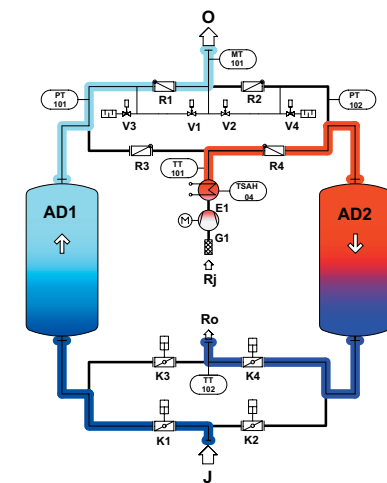 O
MT
101
PT
101
R1
R2
PT
102
V3
V1
V2
V4
R3
R4
TT
101
TSAH
04
E1
M
G1
AD1
AD2
Rj
Ro
K3
TT
102
K4
K1
K2
J